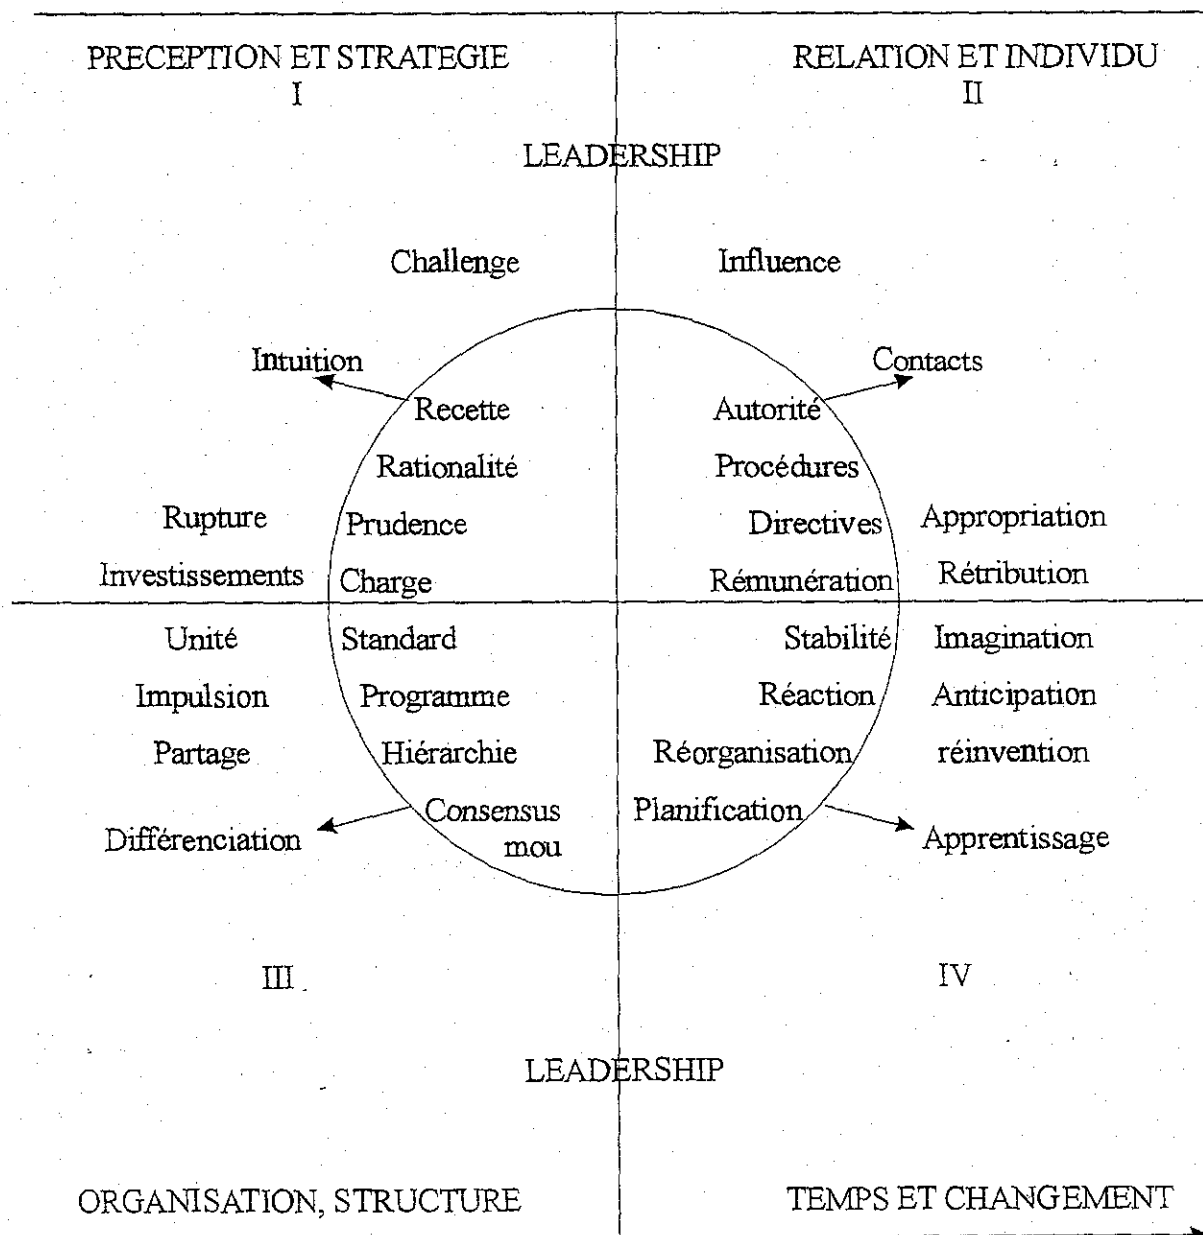 PRECEPTION ET STRATEGIE
I
RELATION ET INDIVIDU
II
LEADERSHIP
Challenge
Influence
Intuition
Contacts
Recette
Autorité
Rationalité
Procédures
Rupture
Prudence
Directives
Appropriation
Investissements
Charge
Rémunération
Rétribution
Unité
Standard
Stabilité
Imagination
Impulsion
Programme
Réaction
Anticipation
Partage
Hiérarchie
Réorganisation
réinvention
Différenciation
Consensus
mou
Planification
Apprentissage
III
IV
LEADERSHIP
ORGANISATION, STRUCTURE
TEMPS ET CHANGEMENT